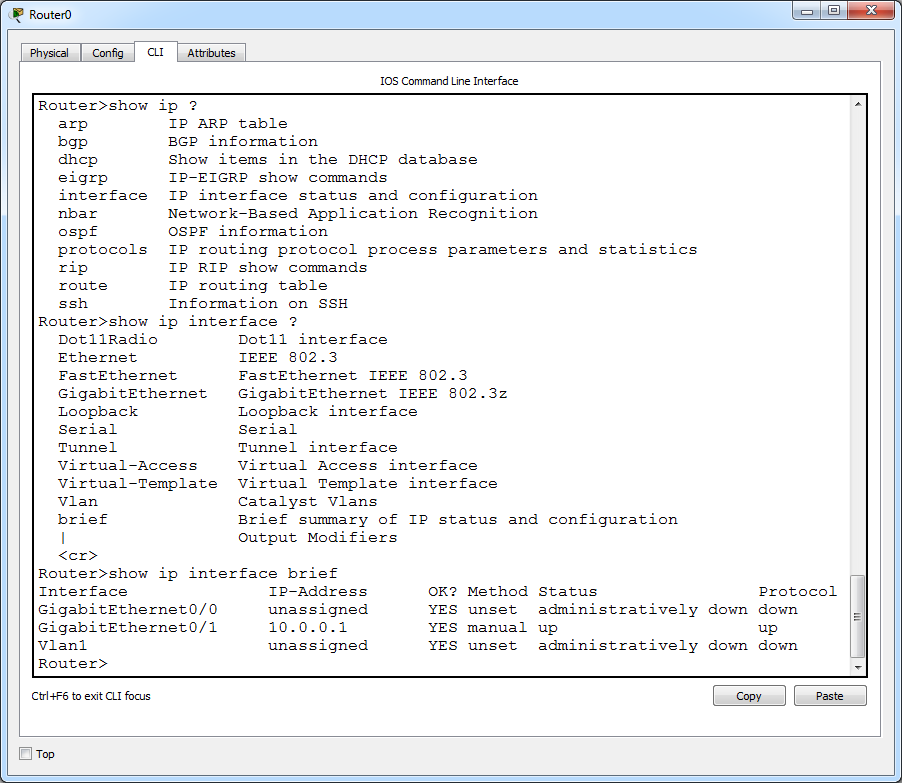 Router0
Physical Config CLI Attributes
IOS Command Line Interface
Router>show ip ?
  arp        IP ARP table
  bgp        BGP information
  dhcp       Show items in the DHCP database
  eigrp      IP-EIGRP show commands
  interface  IP interface status and configuration
  nbar       Network-Based Application Recognition
  ospf       OSPF information
  protocols  IP routing protocol process parameters and statistics
  rip        IP RIP show commands
  route      IP routing table
  ssh        Information on SSH
Router>show ip interface ?
  Dot11Radio        Dot11 interface
  Ethernet          IEEE 802.3
  FastEthernet      FastEthernet IEEE 802.3
  GigabitEthernet   GigabitEthernet IEEE 802.3z
  Loopback          Loopback interface
  Serial            Serial
  Tunnel            Tunnel interface
  Virtual-Access    Virtual Access interface
  Virtual-Template  Virtual Template interface
  Vlan              Catalyst Vlans
  brief             Brief summary of IP status and configuration
  |                 Output Modifiers
  <cr>
Router>show ip interface brief
Interface              IP-Address      OK? Method Status                Protocol
GigabitEthernet0/0     unassigned      YES unset  administratively down down
GigabitEthernet0/1     10.0.0.1        YES manual up                    up
Vlan1                  unassigned      YES unset  administratively down down
Router>
Ctrl+F6 to exit CLI focus
Copy Paste
Top